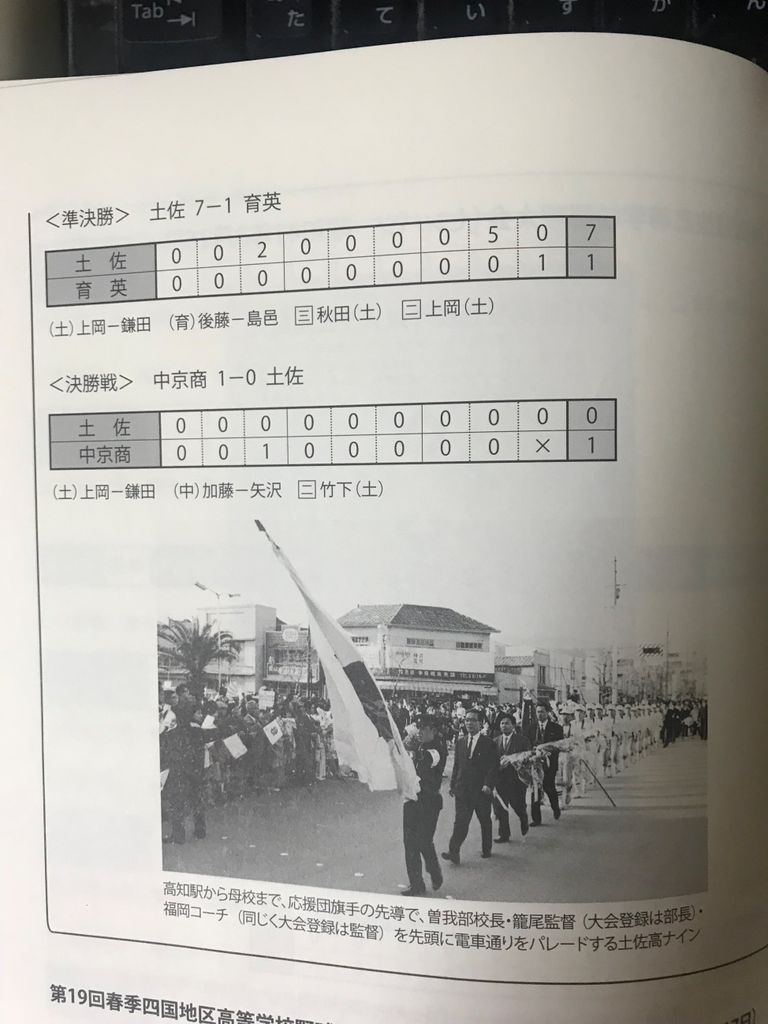 Tab
た
て
い
す
か
ん
<準決勝> 土佐 7-1 育英
土佐 0 0 2 0 0 0 0 5 0 7
育英 0 0 0 0 0 0 0 0 1 1
(土)上岡-鎌田 (育)後藤-島邑 三秋田(土) 二上岡(土)
<決勝戦> 中京商 1-0 土佐
土佐 0 0 0 0 0 0 0 0 0 0
中京商 0 0 1 0 0 0 0 0 × 1
(土)上岡-鎌田 (中)加藤-矢沢 三竹下(土)
高知駅から母校まで、応援団旗手の先導で、曽我部校長・籠尾監督(大会登録は部長)・
福岡コーチ(同じく大会登録は監督)を先頭に電車通りをパレードする土佐高ナイン
第19回春季四国地区高等学校野